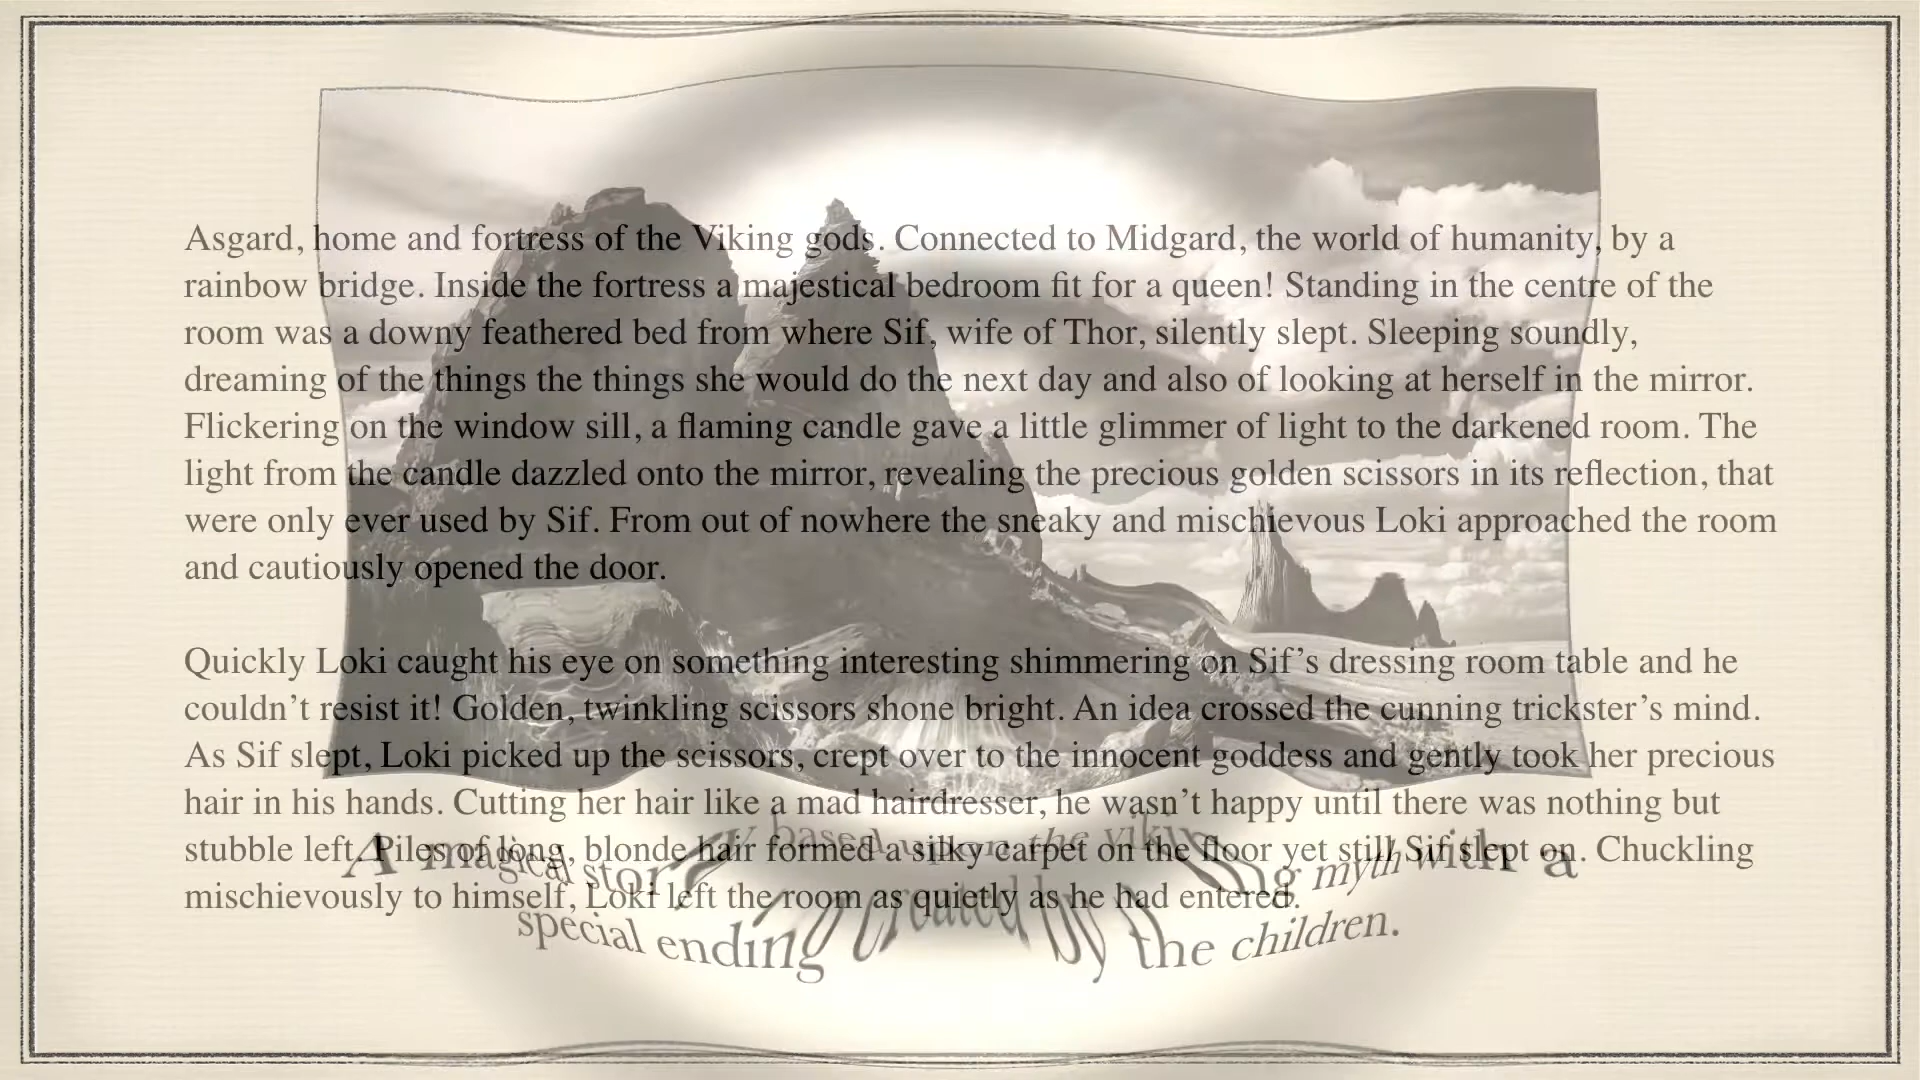 Asgard, home and fortress of the Viking gods. Connected to Midgard, the world of humanity, by a
rainbow bridge. Inside the fortress a majestical bedroom fit for a queen! Standing in the centre of the
room was a downy feathered bed from where Sif, wife of Thor, silently slept. Sleeping soundly,
dreaming of the things the things she would do the next day and also of looking at herself in the mirror.
Flickering on the window sill, a flaming candle gave a little glimmer of light to the darkened room. The
light from the candle dazzled onto the mirror, revealing the precious golden scissors in its reflection, that
were only ever used by Sif. From out of nowhere the sneaky and mischievous Loki approached the room
and cautiously opened the door.
Quickly Loki caught his eye on something interesting shimmering on Sif’s dressing room table and he
couldn’t resist it! Golden, twinkling scissors shone bright. An idea crossed the cunning trickster’s mind.
As Sif slept, Loki picked up the scissors, crept over to the innocent goddess and gently took her precious
hair in his hands. Cutting her hair like a mad hairdresser, he wasn’t happy until there was nothing but
stubble left. Piles of long, blonde hair formed a silky carpet on the floor yet still Sif slept on. Chuckling
mischievously to himself, Loki left the room as quietly as he had entered.
A magical story based upon the viking myth with a
special ending created by the children.